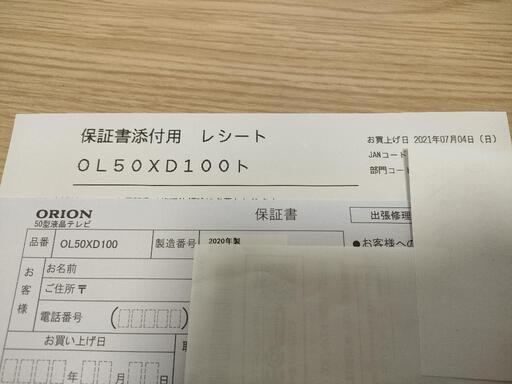 保証書添付用 レシート
お買上げ日 2021年07月04日（日）
JANコード
OL50XD100ト
部門コー
ORION
50型液晶テレビ
保証書
出張修理
品番 OL50XD100 製造番号
2020年製
●お客様への
お客様
お名前
ご住所 〒
電話番号 (
お買い上げ日
年 月 日